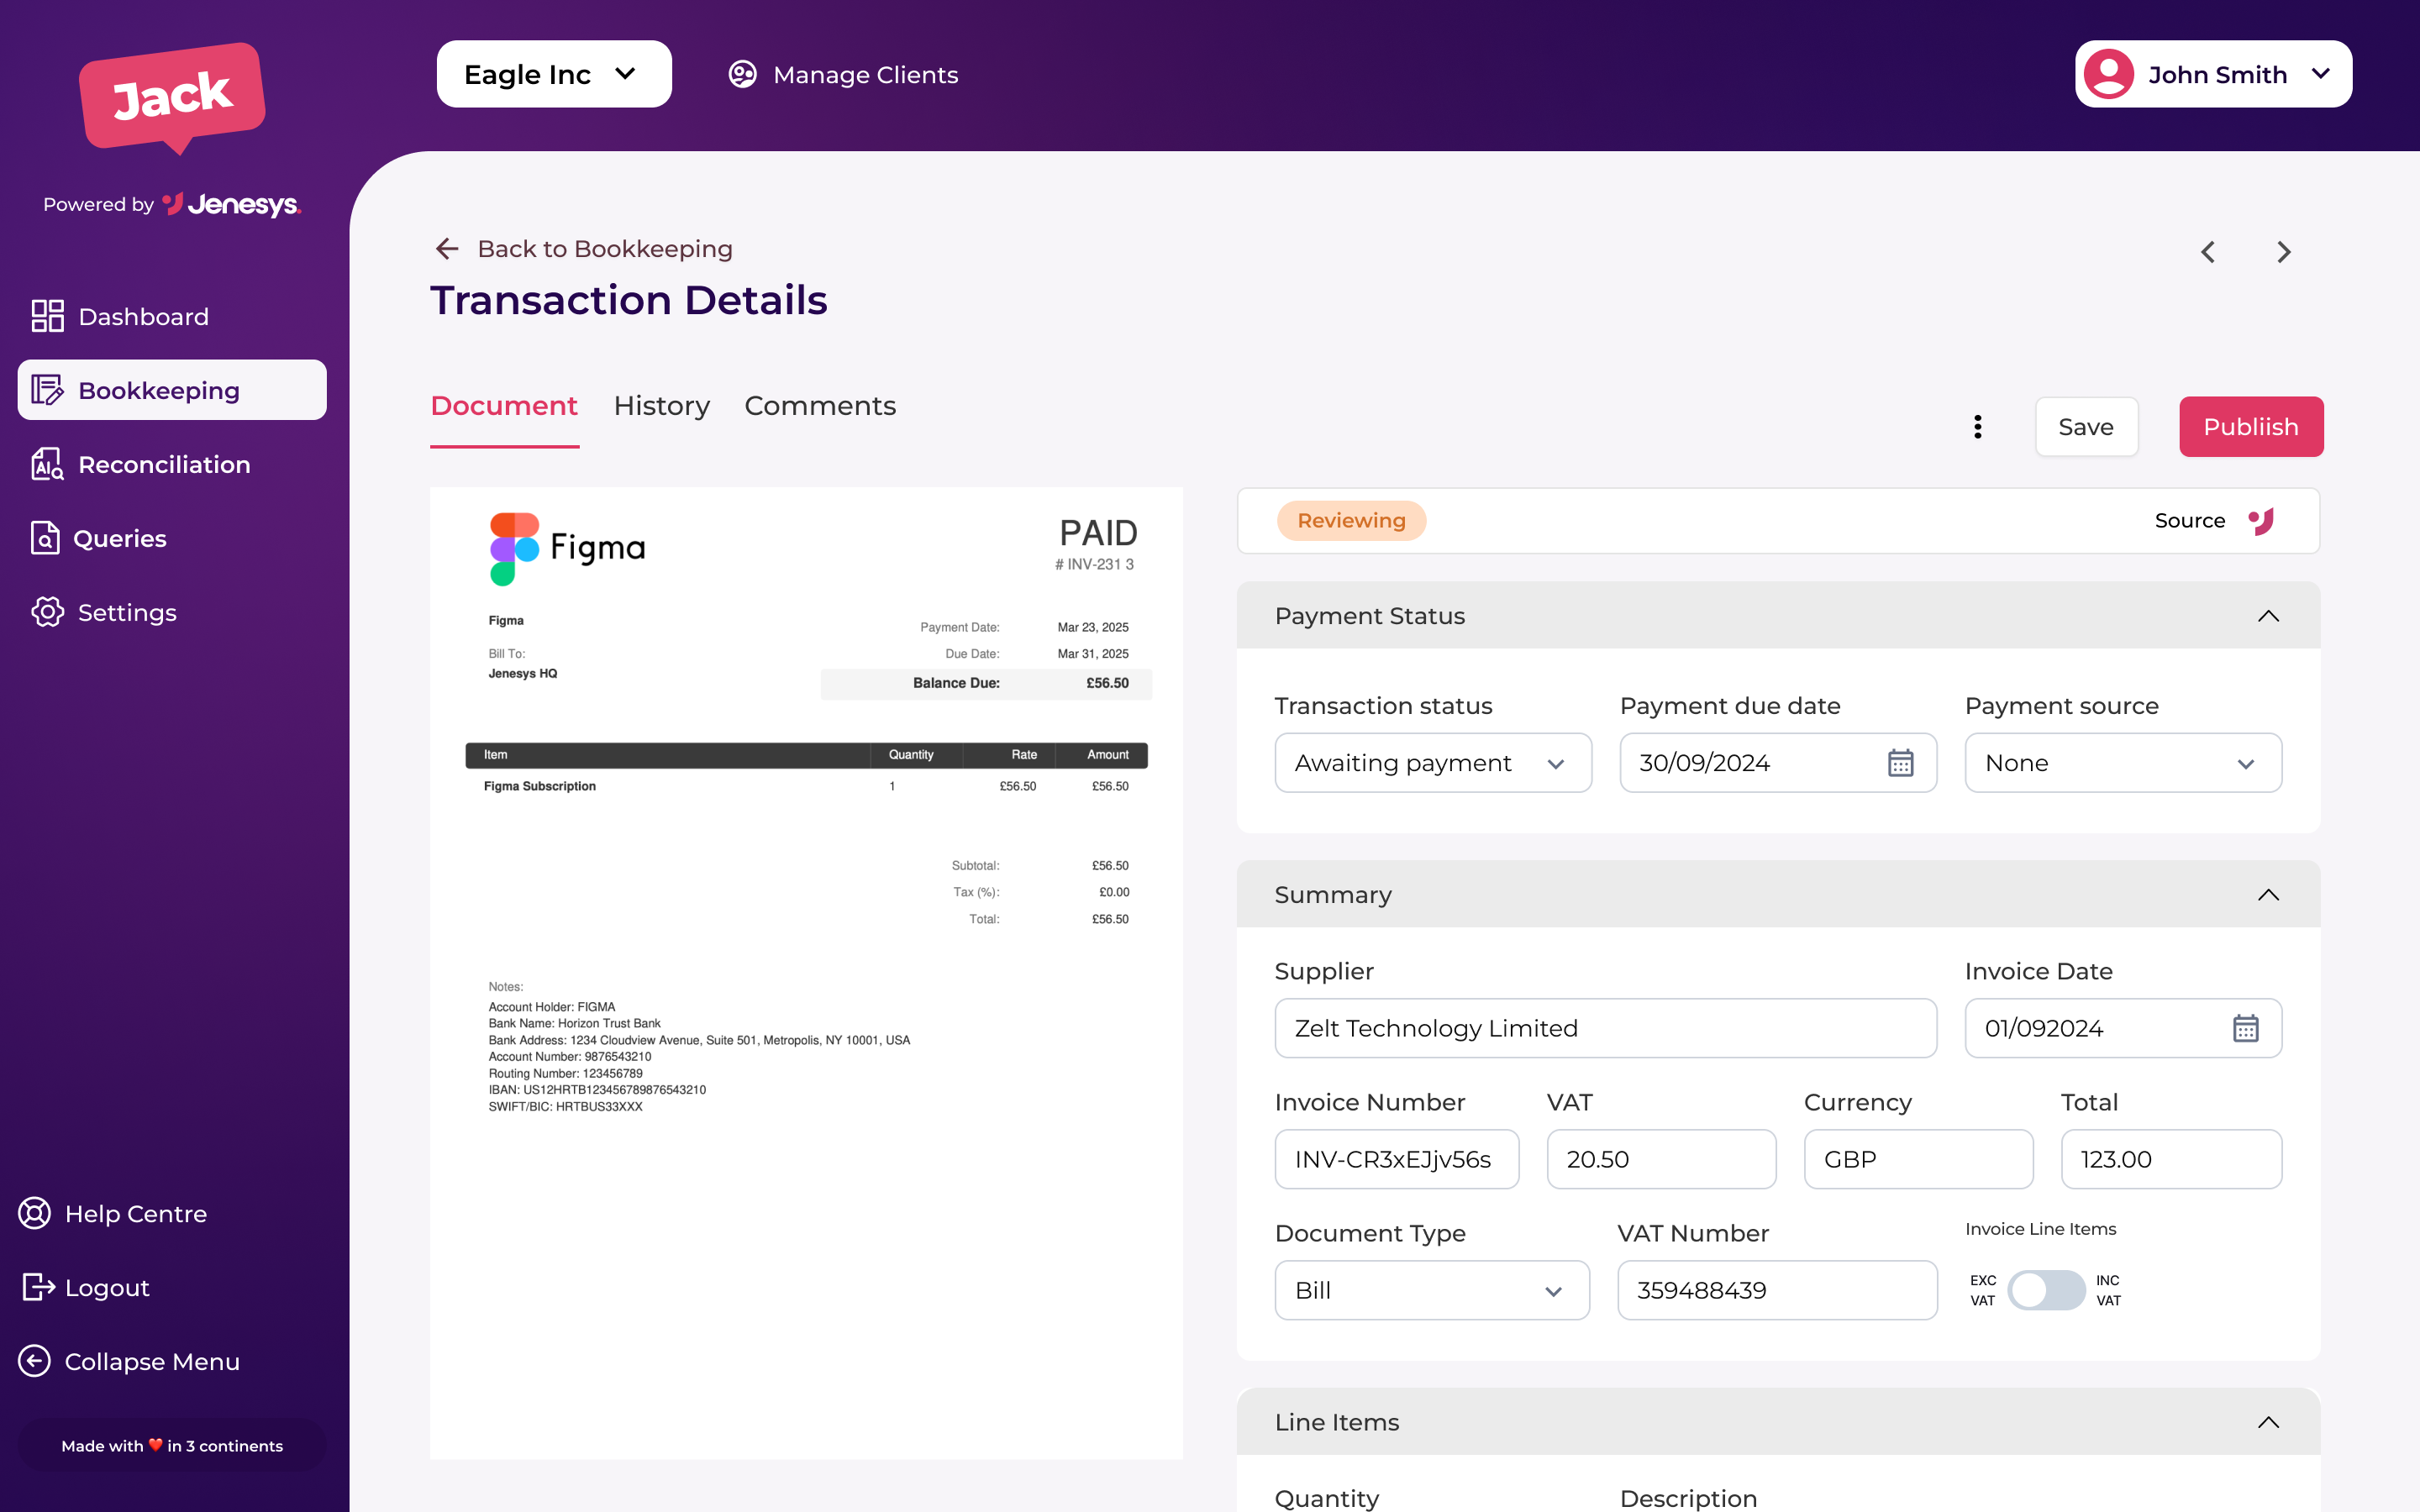 Jack
Powered by Jenesys.
Dashboard
Bookkeeping
Reconciliation
Queries
Settings
Help Centre
Logout
Collapse Menu
Made with ❤️ in 3 continents
Eagle Inc
Manage Clients
John Smith
Back to Bookkeeping
Transaction Details
Document History Comments
Save
Publiish
Figma
PAID
# INV-231 3
Figma
Bill To:
Jenesys HQ
Payment Date: Mar 23, 2025
Due Date: Mar 31, 2025
Balance Due: £56.50
Item Quantity Rate Amount
Figma Subscription 1 £56.50 £56.50
Subtotal: £56.50
Tax (%): £0.00
Total: £56.50
Notes:
Account Holder: FIGMA
Bank Name: Horizon Trust Bank
Bank Address: 1234 Cloudview Avenue, Suite 501, Metropolis, NY 10001, USA
Account Number: 9876543210
Routing Number: 123456789
IBAN: US12HRTB123456789876543210
SWIFT/BIC: HRTBUS33XXX
Reviewing
Source
Payment Status
Transaction status Payment due date Payment source
Awaiting payment 30/09/2024 None
Summary
Supplier Invoice Date
Zelt Technology Limited 01/092024
Invoice Number VAT Currency Total
INV-CR3xEJjv56s 20.50 GBP 123.00
Document Type VAT Number Invoice Line Items
Bill 359488439
EXC VAT INC VAT
Line Items
Quantity Description